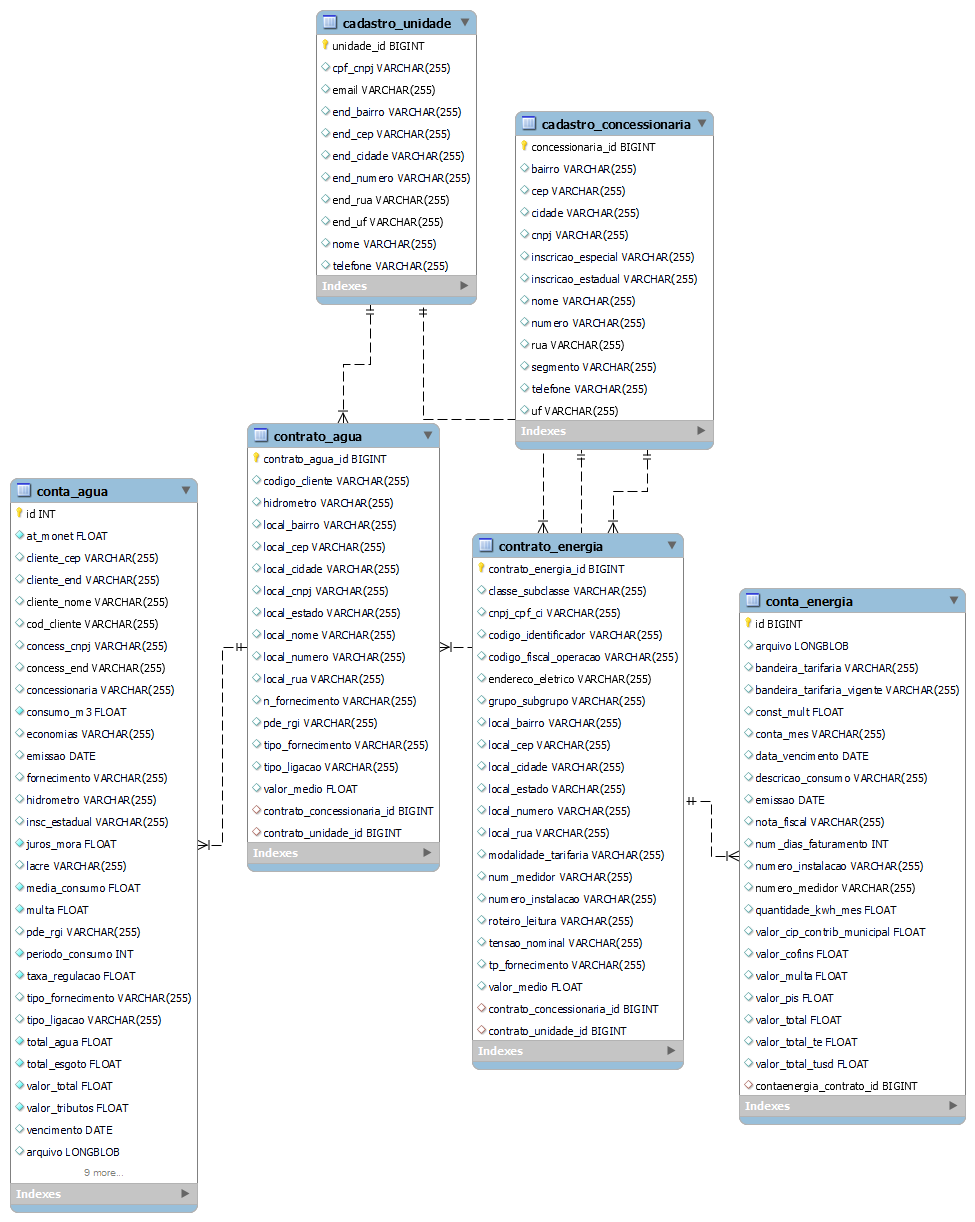 cadastro_unidade
unidade_id BIGINT
cpf_cnpj VARCHAR(255)
email VARCHAR(255)
end_bairro VARCHAR(255)
end_cep VARCHAR(255)
end_cidade VARCHAR(255)
end_numero VARCHAR(255)
end_rua VARCHAR(255)
end_uf VARCHAR(255)
nome VARCHAR(255)
telefone VARCHAR(255)
Indexes
cadastro_concessionaria
concessionaria_id BIGINT
bairro VARCHAR(255)
cep VARCHAR(255)
cidade VARCHAR(255)
cnpj VARCHAR(255)
inscricao_especial VARCHAR(255)
inscricao_estadual VARCHAR(255)
nome VARCHAR(255)
numero VARCHAR(255)
rua VARCHAR(255)
segmento VARCHAR(255)
telefone VARCHAR(255)
uf VARCHAR(255)
Indexes
contrato_agua
contrato_agua_id BIGINT
codigo_cliente VARCHAR(255)
hidrometro VARCHAR(255)
local_bairro VARCHAR(255)
local_cep VARCHAR(255)
local_cidade VARCHAR(255)
local_cnpj VARCHAR(255)
local_estado VARCHAR(255)
local_nome VARCHAR(255)
local_numero VARCHAR(255)
local_rua VARCHAR(255)
n_fornecimento VARCHAR(255)
pde_rgi VARCHAR(255)
tipo_fornecimento VARCHAR(255)
tipo_ligacao VARCHAR(255)
valor_medio FLOAT
contrato_concessionaria_id BIGINT
contrato_unidade_id BIGINT
Indexes
conta_agua
id INT
at_monet FLOAT
cliente_cep VARCHAR(255)
cliente_end VARCHAR(255)
cliente_nome VARCHAR(255)
cod_cliente VARCHAR(255)
concess_cnpj VARCHAR(255)
concess_end VARCHAR(255)
concessionaria VARCHAR(255)
consumo_m3 FLOAT
economias VARCHAR(255)
emissao DATE
fornecimento VARCHAR(255)
hidrometro VARCHAR(255)
insc_estadual VARCHAR(255)
juros_mora FLOAT
lacre VARCHAR(255)
media_consumo FLOAT
multa FLOAT
pde_rgi VARCHAR(255)
periodo_consumo INT
taxa_regulacao FLOAT
tipo_fornecimento VARCHAR(255)
tipo_ligacao VARCHAR(255)
total_agua FLOAT
total_esgoto FLOAT
valor_total FLOAT
valor_tributos FLOAT
vencimento DATE
arquivo LONGBLOB
9 more...
Indexes
contrato_energia
contrato_energia_id BIGINT
classe_subclasse VARCHAR(255)
cnpj_cpf_ci VARCHAR(255)
codigo_identificador VARCHAR(255)
codigo_fiscal_operacao VARCHAR(255)
endereco_eletrico VARCHAR(255)
grupo_subgrupo VARCHAR(255)
local_bairro VARCHAR(255)
local_cep VARCHAR(255)
local_cidade VARCHAR(255)
local_estado VARCHAR(255)
local_numero VARCHAR(255)
local_rua VARCHAR(255)
modalidade_tarifaria VARCHAR(255)
num_medidor VARCHAR(255)
numero_instalacao VARCHAR(255)
roteiro_leitura VARCHAR(255)
tensao_nominal VARCHAR(255)
tp_fornecimento VARCHAR(255)
valor_medio FLOAT
contrato_concessionaria_id BIGINT
contrato_unidade_id BIGINT
Indexes
conta_energia
id BIGINT
arquivo LONGBLOB
bandeira_tarifaria VARCHAR(255)
bandeira_tarifaria_vigente VARCHAR(255)
const_mult FLOAT
conta_mes VARCHAR(255)
data_vencimento DATE
descricao_consumo VARCHAR(255)
emissao DATE
nota_fiscal VARCHAR(255)
num_dias_faturamento INT
numero_instalacao VARCHAR(255)
numero_medidor VARCHAR(255)
quantidade_kwh_mes FLOAT
valor_cip_contrib_municipal FLOAT
valor_cofins FLOAT
valor_multa FLOAT
valor_pis FLOAT
valor_total FLOAT
valor_total_te FLOAT
valor_total_tusd FLOAT
contaenergia_contrato_id BIGINT
Indexes